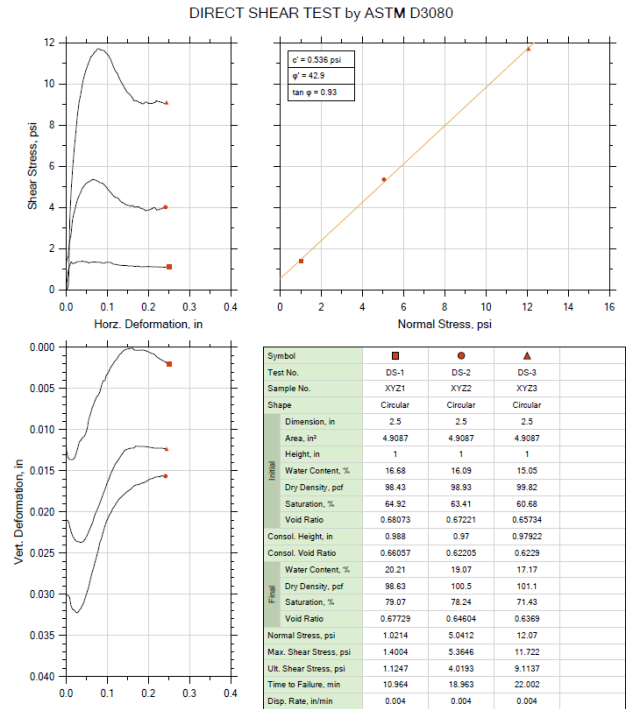 DIRECT SHEAR TEST by ASTM D3080
12
10
8
6
4
2
0
Shear Stress, psi
0.0 0.1 0.2 0.3 0.4
Horz. Deformation, in
c' = 0.536 psi
φ' = 42.9
tan φ = 0.93
0 2 4 6 8 10 12 14 16
Normal Stress, psi
0.000
0.005
0.010
0.015
0.020
0.025
0.030
0.035
0.040
Vert. Deformation, in
0.0 0.1 0.2 0.3 0.4
Symbol
Test No. DS-1 DS-2 DS-3
Sample No. XYZ1 XYZ2 XYZ3
Shape Circular Circular Circular
Initial
Dimension, in 2.5 2.5 2.5
Area, in² 4.9087 4.9087 4.9087
Height, in 1 1 1
Water Content, % 16.68 16.09 15.05
Dry Density, pcf 98.43 98.93 99.82
Saturation, % 64.92 63.41 60.68
Void Ratio 0.68073 0.67221 0.65734
Consol. Height, in 0.988 0.97 0.97922
Consol. Void Ratio 0.66057 0.62205 0.6229
Final
Water Content, % 20.21 19.07 17.17
Dry Density, pcf 98.63 100.5 101.1
Saturation, % 79.07 78.24 71.43
Void Ratio 0.67729 0.64604 0.6369
Normal Stress, psi 1.0214 5.0412 12.07
Max. Shear Stress, psi 1.4004 5.3646 11.722
Ult. Shear Stress, psi 1.1247 4.0193 9.1137
Time to Failure, min 10.964 18.963 22.002
Disp. Rate, in/min 0.004 0.004 0.004